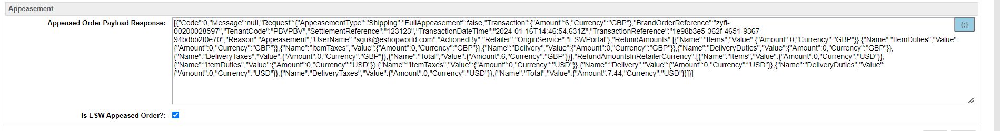 Appeasement
Appeased Order Payload Response:
[{"Code":0,"Message":null,"Request":{"AppeasementType":"Shipping","FullAppeasement":false,"Transaction":{"Amount":6,"Currency":"GBP"},"BrandOrderReference":"zyfl-
00200028597","TenantCode":"PBVPBV","SettlementReference":"123123","TransactionDateTime":"2024-01-16T14:46:54.631Z","TransactionReference":"1e98b3e5-362f-4651-9367-
94bdbb2f0e70","Reason":"Appeasement","UserName":"sguk@eshopworld.com","ActionedBy":"Retailer","OriginService":"ESWPortal"},"RefundAmounts":[{"Name":"Items","Value":{"Amount":0,"Currency":"GBP"}},{"Name":"ItemDuties","Value":
{"Amount":0,"Currency":"GBP"}},{"Name":"ItemTaxes","Value":{"Amount":0,"Currency":"GBP"}},{"Name":"Delivery","Value":{"Amount":0,"Currency":"GBP"}},{"Name":"DeliveryDuties","Value":{"Amount":0,"Currency":"GBP"}},
{"Name":"DeliveryTaxes","Value":{"Amount":0,"Currency":"GBP"}},{"Name":"Total","Value":{"Amount":6,"Currency":"GBP"}}],"RefundAmountsInRetailerCurrency":[{"Name":"Items","Value":{"Amount":0,"Currency":"USD"}},
{"Name":"ItemDuties","Value":{"Amount":0,"Currency":"USD"}},{"Name":"ItemTaxes","Value":{"Amount":0,"Currency":"USD"}},{"Name":"Delivery","Value":{"Amount":0,"Currency":"USD"}},{"Name":"DeliveryDuties","Value":
{"Amount":0,"Currency":"USD"}},{"Name":"DeliveryTaxes","Value":{"Amount":0,"Currency":"USD"}},{"Name":"Total","Value":{"Amount":7.44,"Currency":"USD"}}]}]
{;}
Is ESW Appeased Order?: